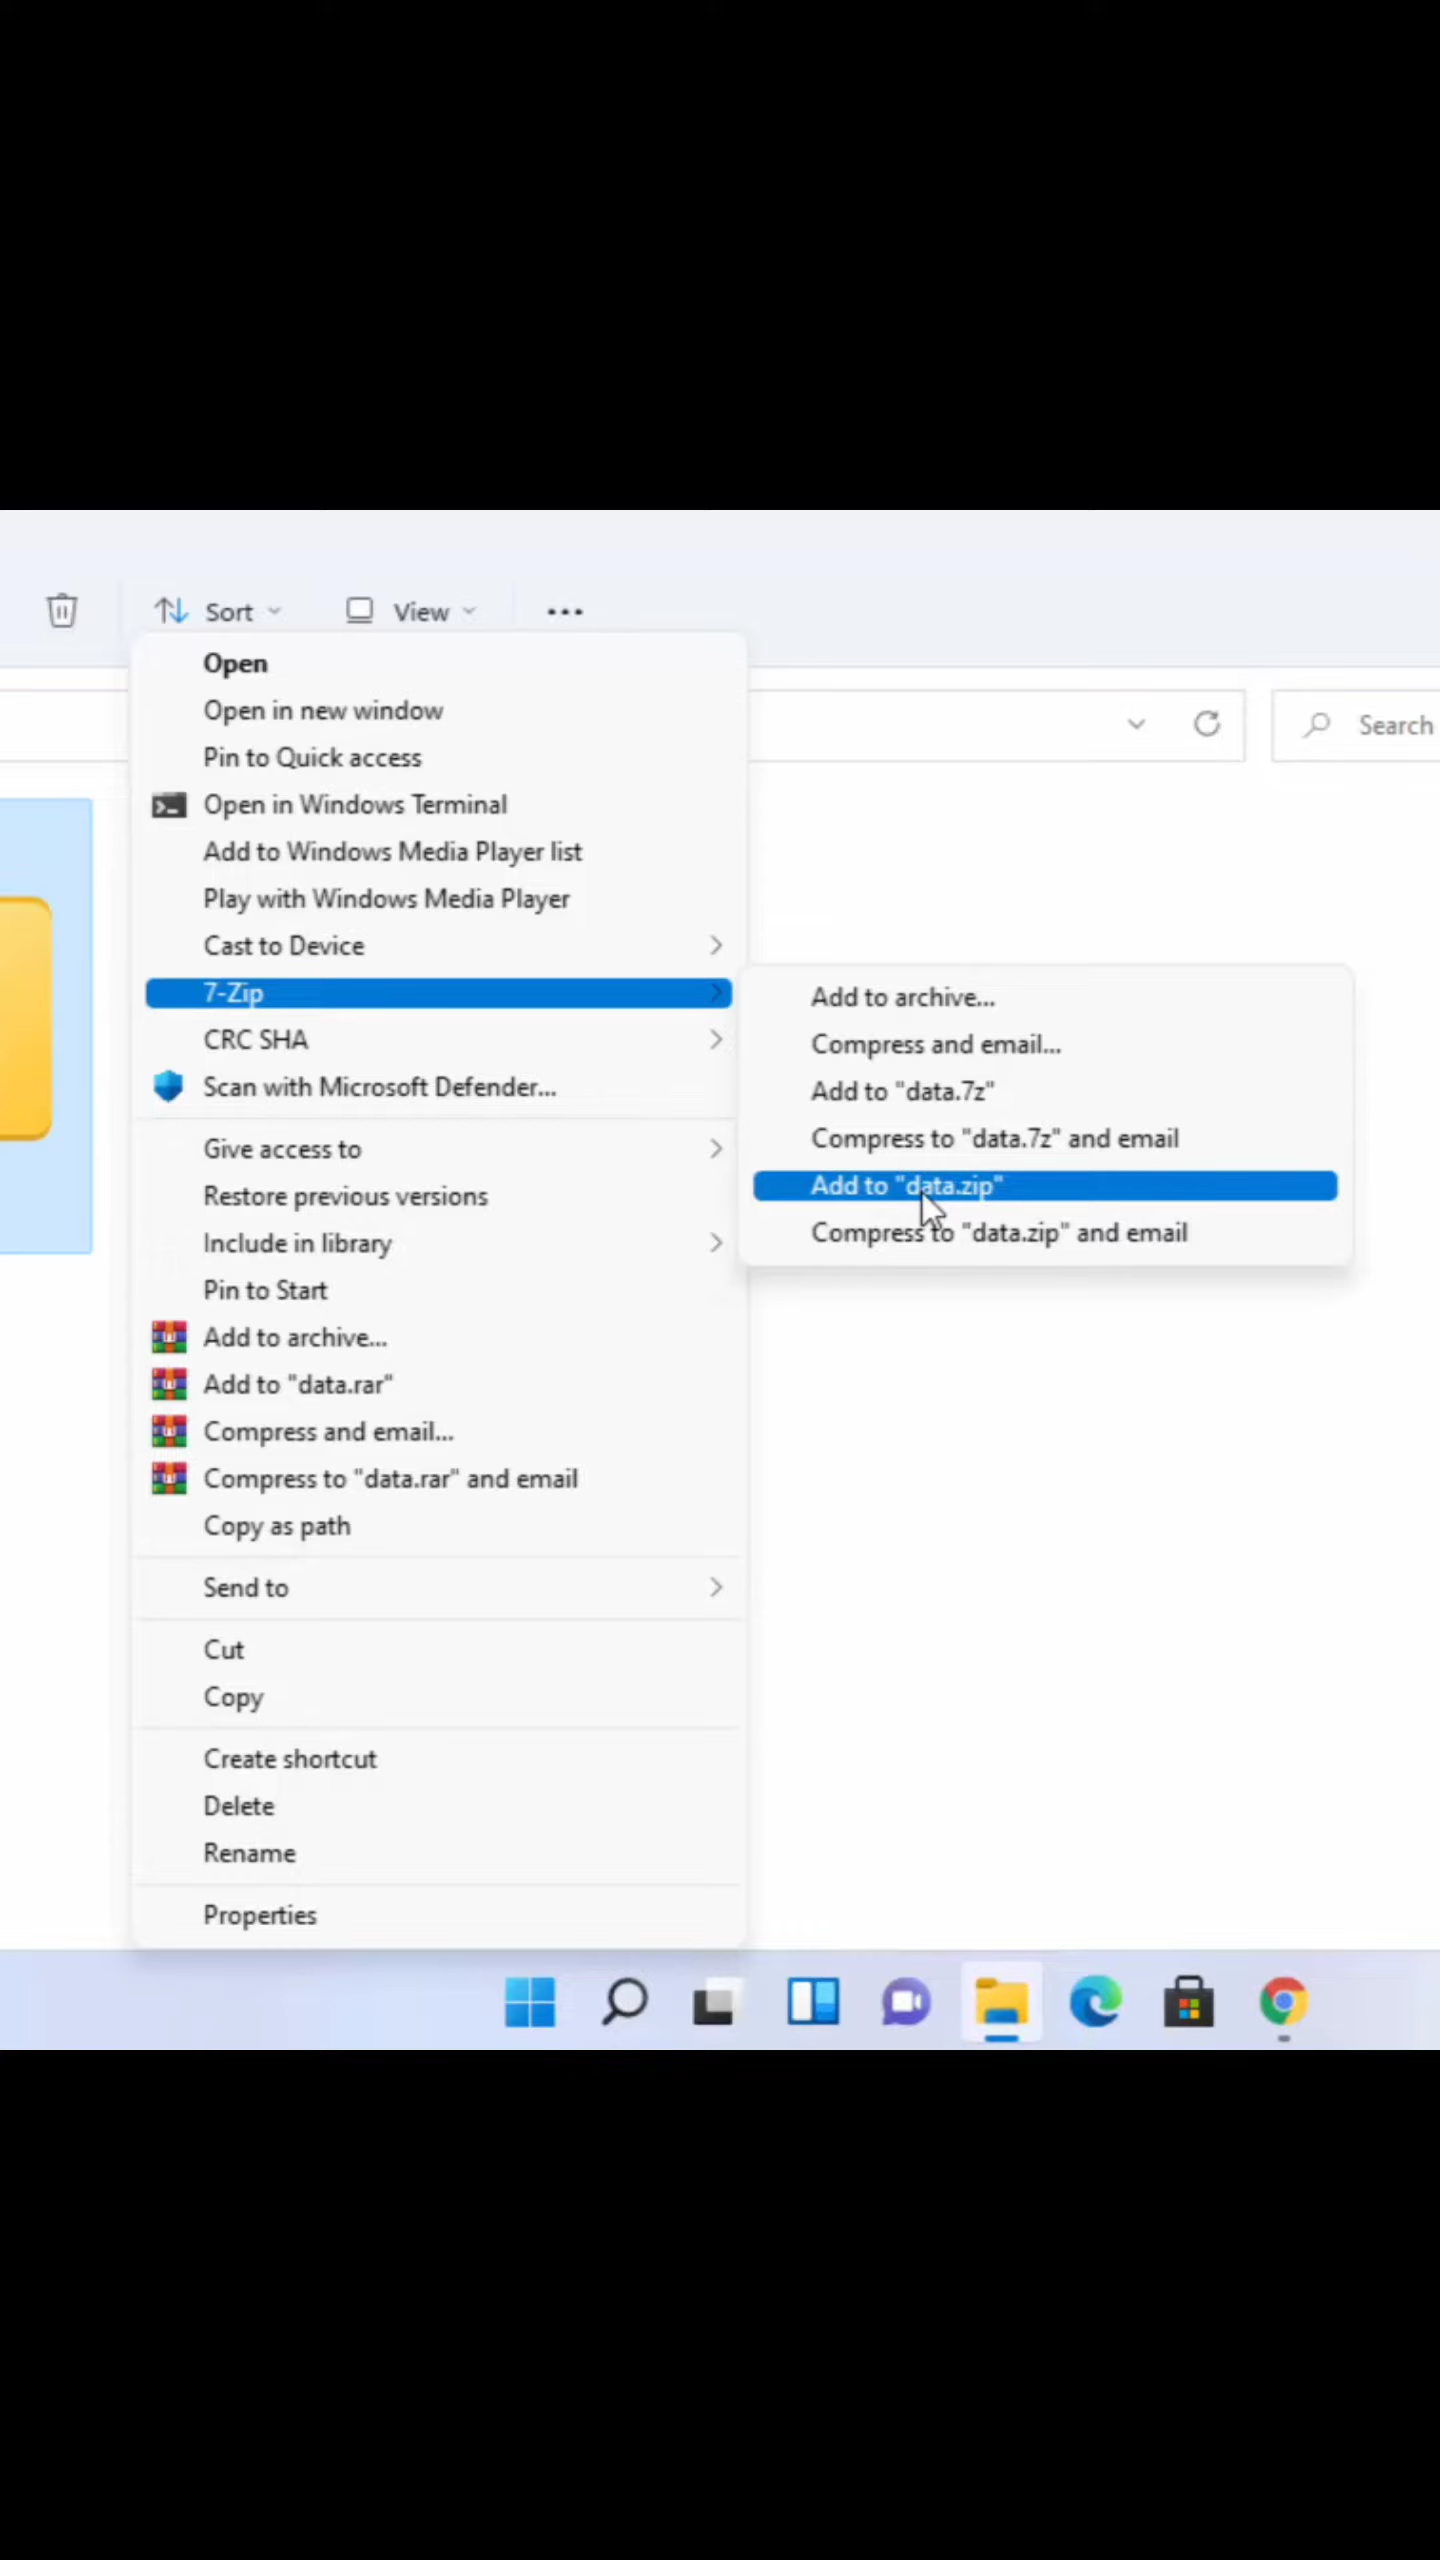 Sort
View
Open
Open in new window
Pin to Quick access
Search
Open in Windows Terminal
Add to Windows Media Player list
Play with Windows Media Player
Cast to Device
7-Zip
CRC SHA
Scan with Microsoft Defender...
Give access to
Restore previous versions
Include in library
Pin to Start
Add to archive...
Add to "data.rar"
Compress and email...
Compress to "data.rar" and email
Copy as path
Send to
Cut
Copy
Create shortcut
Delete
Rename
Properties
Add to archive...
Compress and email...
Add to "data.7z"
Compress to "data.7z" and email
Add to "data.zip"
Compress to "data.zip" and email